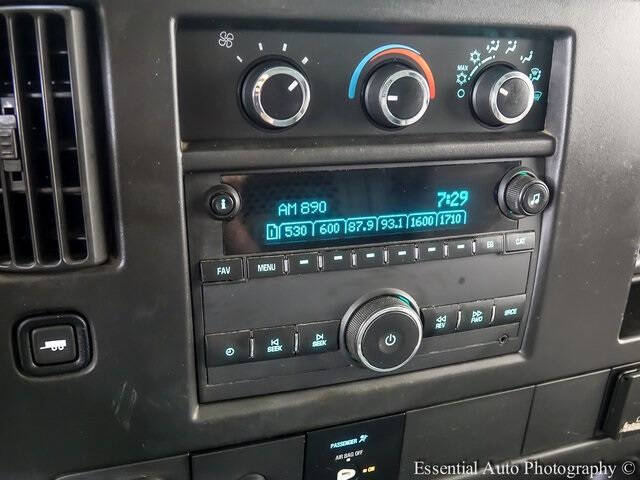 MAX
AM 890 7:29
1 530 600 87.9 93.1 1600 1710
FAV MENU CAT
SEEK SEEK REV FWD
PASSENGER
AIR BAG OFF
ON
Essential Auto Photography (c)